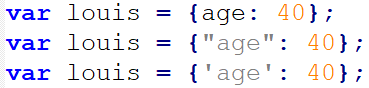 var louis = {age: 40};
var louis = {"age": 40};
var louis = {'age': 40};